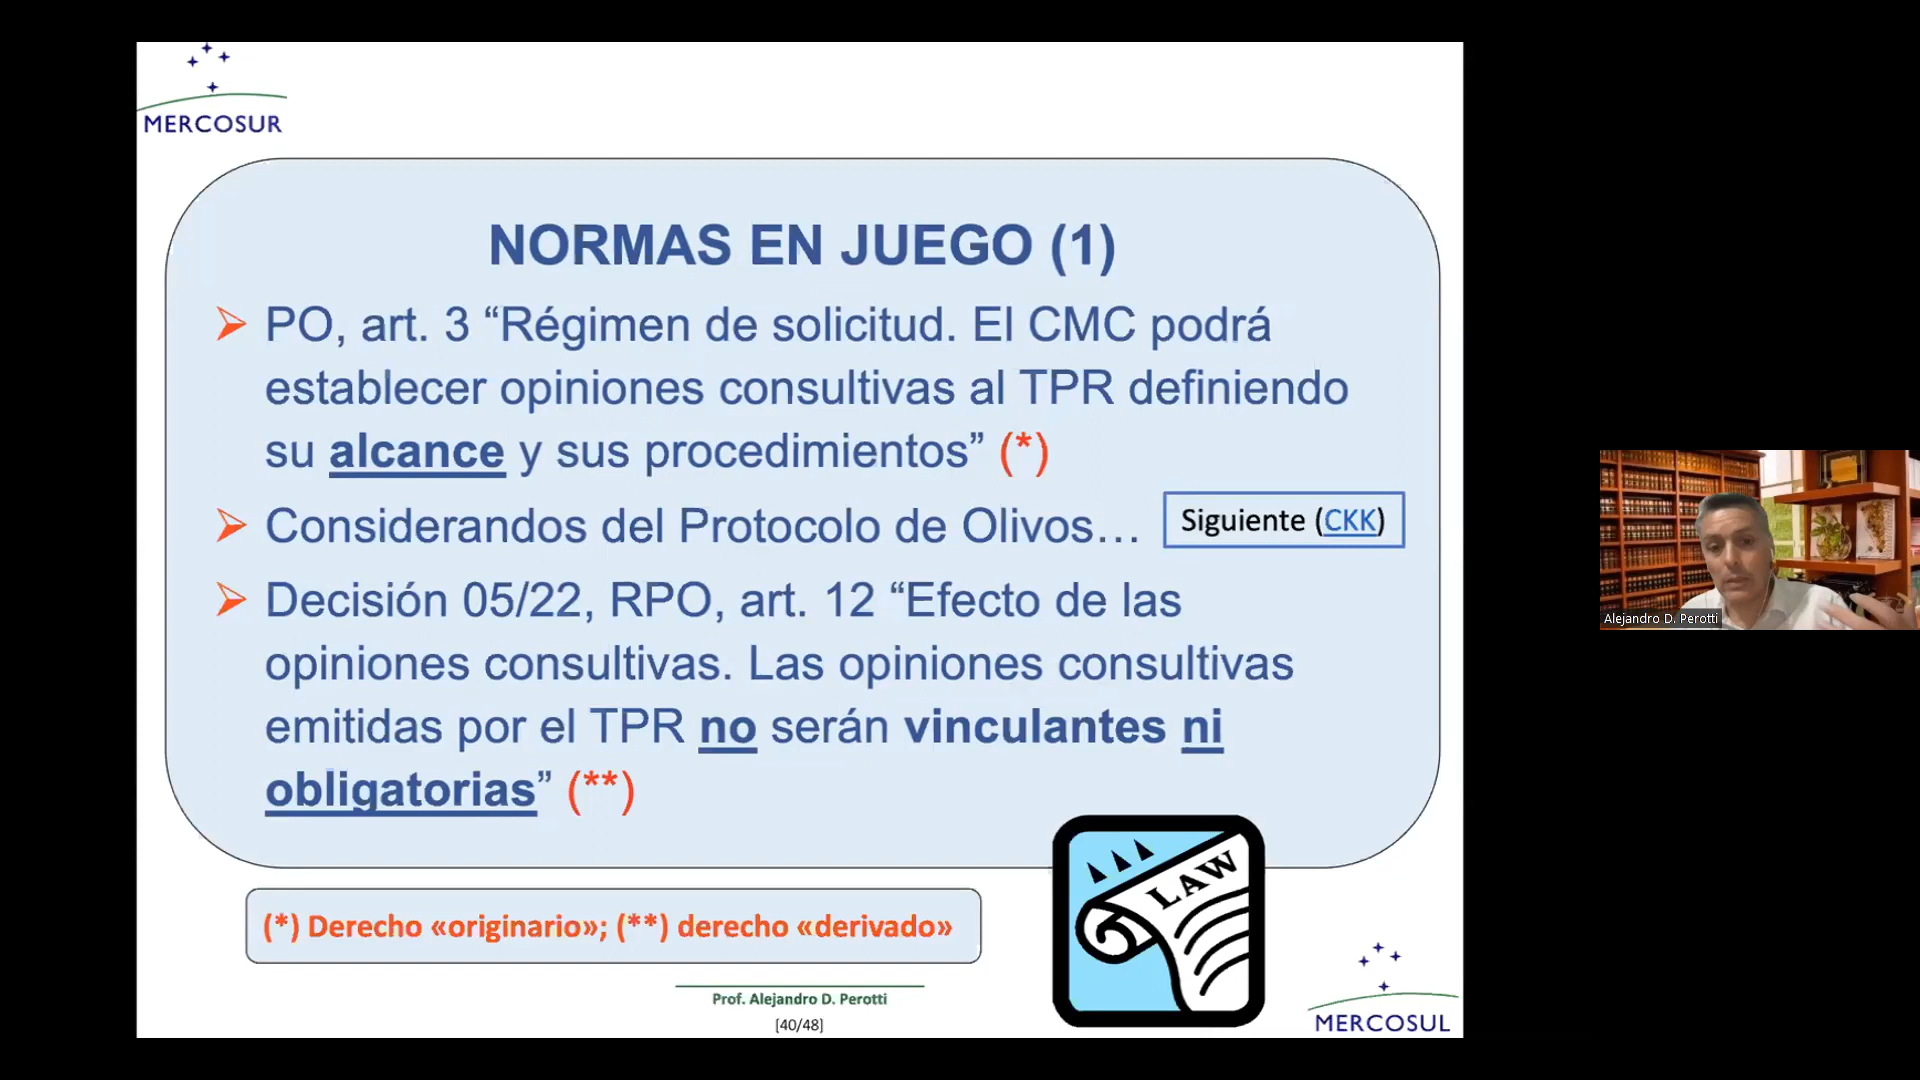 MERCOSUR
NORMAS EN JUEGO (1)
PO, art. 3 “Régimen de solicitud. El CMC podrá
establecer opiniones consultivas al TPR definiendo
su alcance y sus procedimientos” (*)
Considerandos del Protocolo de Olivos…
Siguiente (CKK)
Decisión 05/22, RPO, art. 12 “Efecto de las
opiniones consultivas. Las opiniones consultivas
emitidas por el TPR no serán vinculantes ni
obligatorias” (**)
LAW
(*) Derecho «originario»; (**) derecho «derivado»
Prof. Alejandro D. Perotti
[40/48]
MERCOSUL
Alejandro D. Perotti